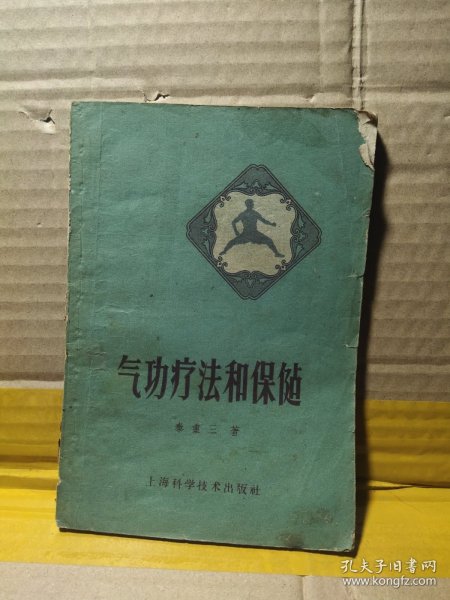 气功疗法和保健
秦重三 著
上海科学技术出版社
孔夫子旧书网
www.kongfz.com